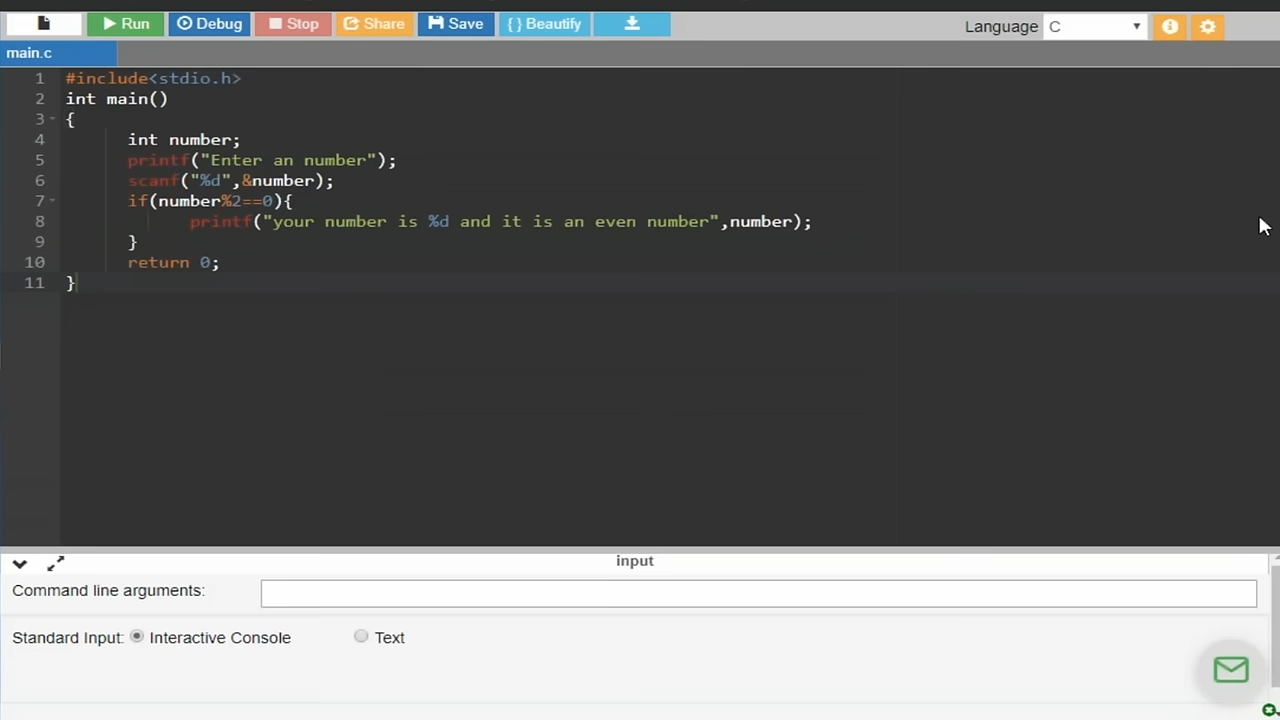 Run Debug Stop Share Save { } Beautify Language C
main.c
1 #include<stdio.h>
2 int main()
3 {
4 int number;
5 printf("Enter an number");
6 scanf("%d",&number);
7 if(number%2==0){
8 printf("your number is %d and it is an even number",number);
9 }
10 return 0;
11 }
input
Command line arguments:
Standard Input: Interactive Console Text